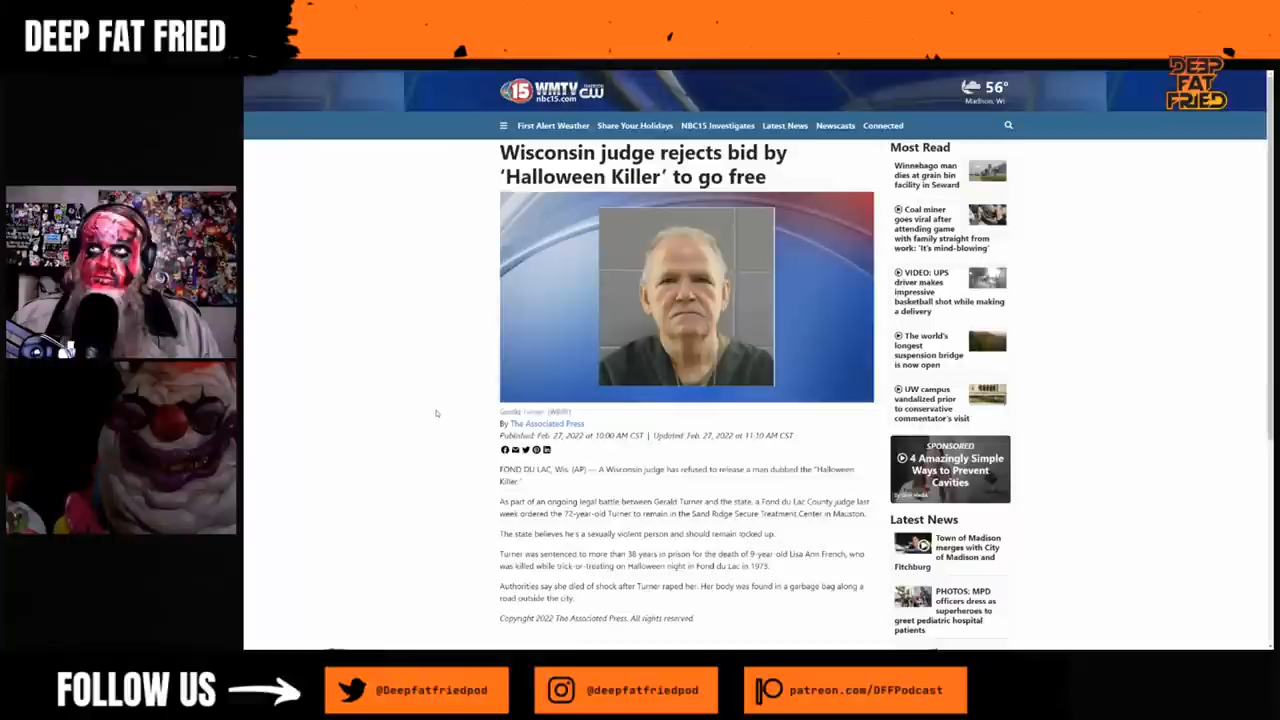 DEEP FAT FRIED
DEEP
FAT
FRIED
15 WMTV
nbc15.com
CW
56°
Madison, WI
First Alert Weather Share Your Holidays NBC15 Investigates Latest News Newscasts Connected
Wisconsin judge rejects bid by
‘Halloween Killer’ to go free
By The Associated Press
Published: Feb. 27, 2022 at 10:00 AM CST | Updated: Feb. 27, 2022 at 11:10 AM CST
FOND DU LAC, Wis. (AP) — A Wisconsin judge has refused to release a man dubbed the “Halloween
Killer.”
As part of an ongoing legal battle between Gerald Turner and the state, a Fond du Lac County judge last
week ordered the 72-year-old Turner to remain in the Sand Ridge Secure Treatment Center in Mauston.
The state believes he’s a sexually violent person and should remain locked up.
Turner was sentenced to more than 38 years in prison for the death of 9-year-old Lisa Ann French, who
was killed while trick-or-treating on Halloween night in Fond du Lac in 1973.
Authorities say she died of shock after Turner raped her. Her body was found in a garbage bag along a
road outside the city.
Copyright 2022 The Associated Press. All rights reserved.
Most Read
Winnebago man
dies at grain bin
facility in Seward
Coal miner
goes viral after
attending game
with family straight from
work: ‘It’s mind-blowing’
VIDEO: UPS
driver makes
impressive
basketball shot while making
a delivery
The world’s
longest
suspension bridge
is now open
UW campus
vandalized prior
to conservative
commentator’s visit
SPONSORED
4 Amazingly Simple
Ways to Prevent
Cavities
Latest News
Town of Madison
merges with City
of Madison and
Fitchburg
PHOTOS: MPD
officers dress as
superheroes to
greet pediatric hospital
patients
FOLLOW US
@Deepfatfriedpod
@deepfatfriedpod
patreon.com/DFFPodcast